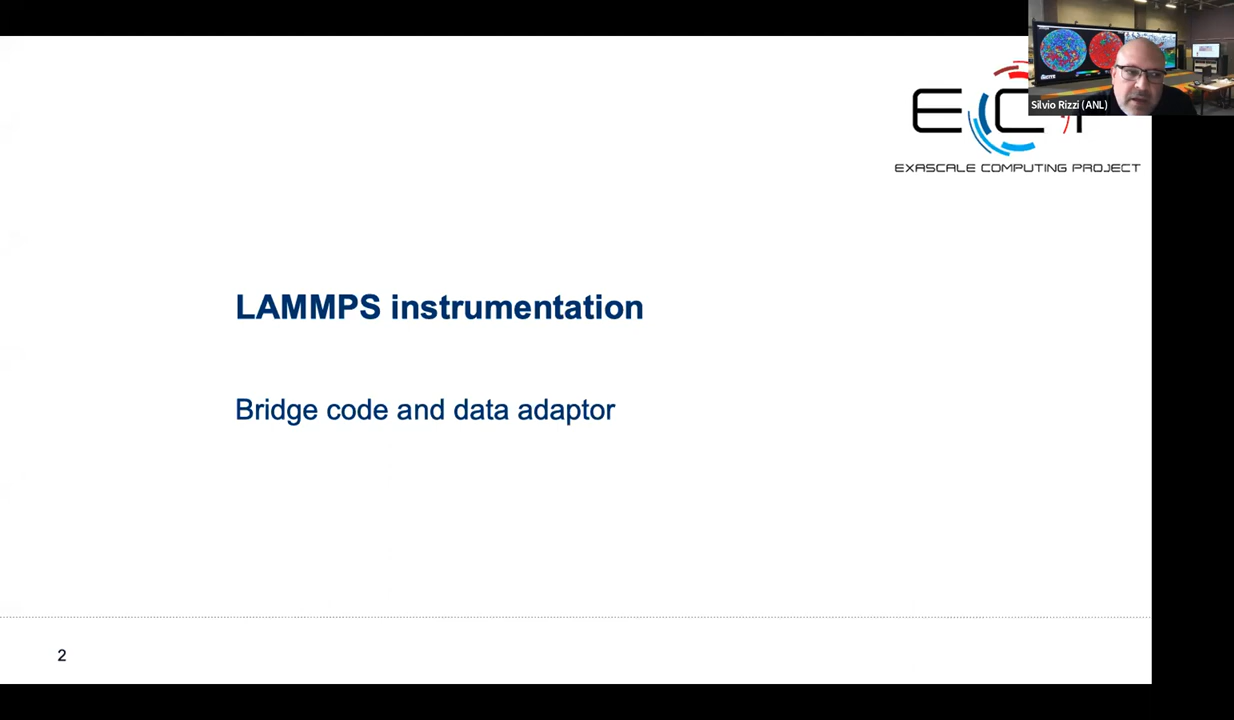 Silvio Rizzi (ANL)
EXASCALE COMPUTING PROJECT
LAMMPS instrumentation
Bridge code and data adaptor
2